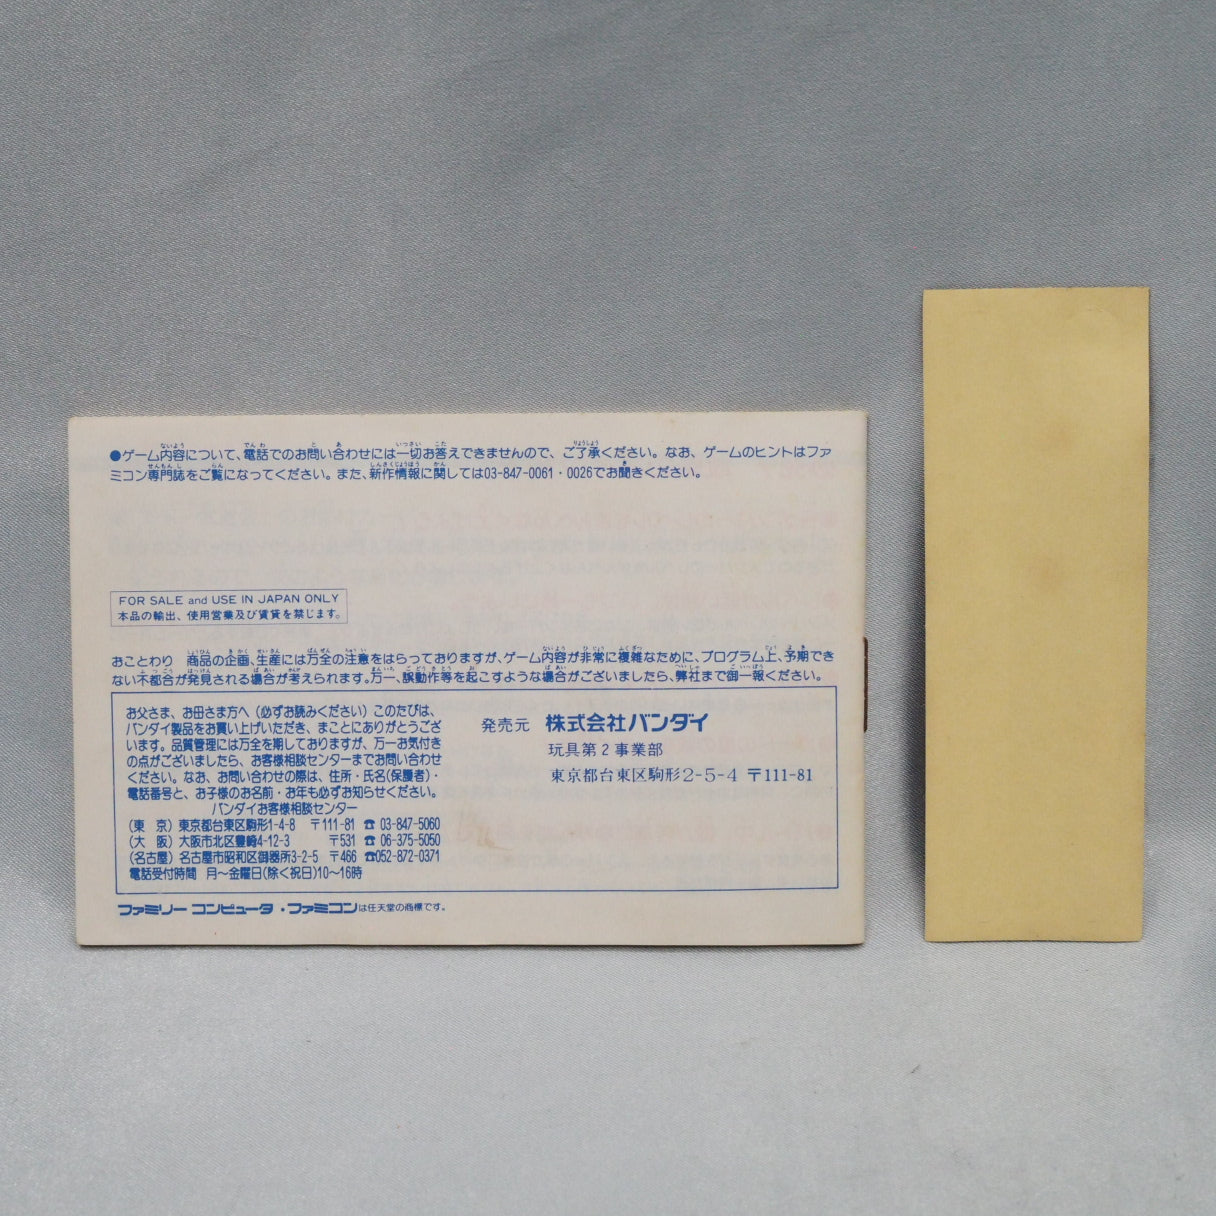 ●ゲーム内容について、電話でのお問い合わせには一切お答えできませんので、ご了承ください。なお、ゲームのヒントはファ
ミコン専門誌をご覧になってください。また、新作情報に関しては03-847-0061・0026でお聞きください。
FOR SALE and USE IN JAPAN ONLY
本品の輸出、使用営業及び賃貸を禁じます。
おことわり 商品の企画、生産には万全の注意をはらっておりますが、ゲーム内容が非常に複雑なために、プログラム上、予期でき
ない不都合が発見される場合が考えられます。万一、誤動作等を起こすような場合がございましたら、弊社まで御一報ください。
お父さま、お母さま方へ(必ずお読みください)このたびは、
バンダイ製品をお買い上げいただき、まことにありがとうござ
います。品質管理には万全を期しておりますが、万一お気付き
の点がございましたら、お客様相談センターまでお問い合わせ
ください。なお、お問い合わせの際は、住所・氏名(保護者)・
電話番号と、お子様のお名前・お年も必ずお知らせください。
バンダイお客様相談センター
(東 京) 東京都台東区駒形1-4-8 〒111-81 ☎ 03-847-5060
(大 阪) 大阪市北区豊崎4-12-3 〒531 ☎ 06-375-5050
(名古屋) 名古屋市昭和区御器所3-2-5 〒466 ☎052-872-0371
電話受付時間 月〜金曜日(除く祝日)10〜16時
発売元 株式会社バンダイ
玩具第2事業部
東京都台東区駒形2-5-4 〒111-81
ファミリー コンピュータ・ファミコンは任天堂の商標です。